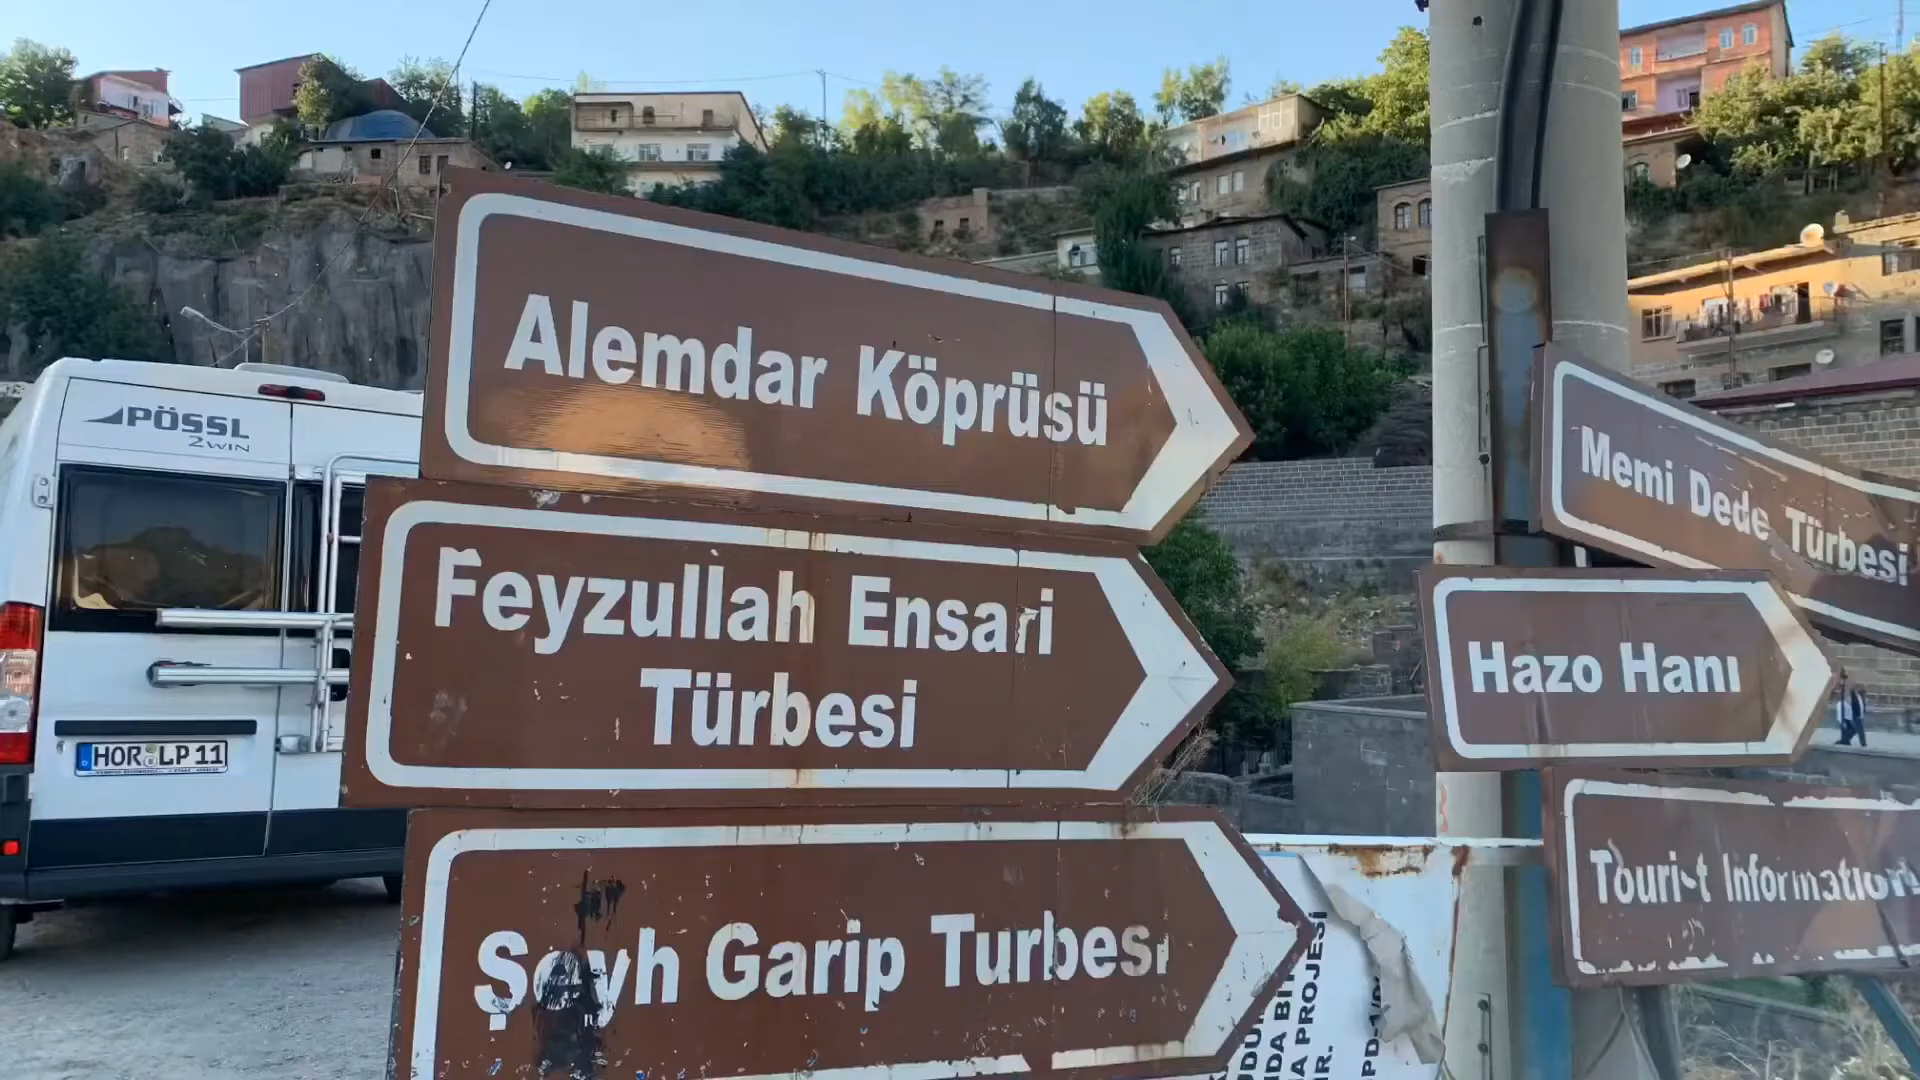 PÖSSL
2WIN
HOR LP 11
Alemdar Köprüsü
Feyzullah Ensari
Türbesi
Şeyh Garip Turbesi
Memi Dede Türbesi
Hazo Hanı
Tourist Information
PROJESİ